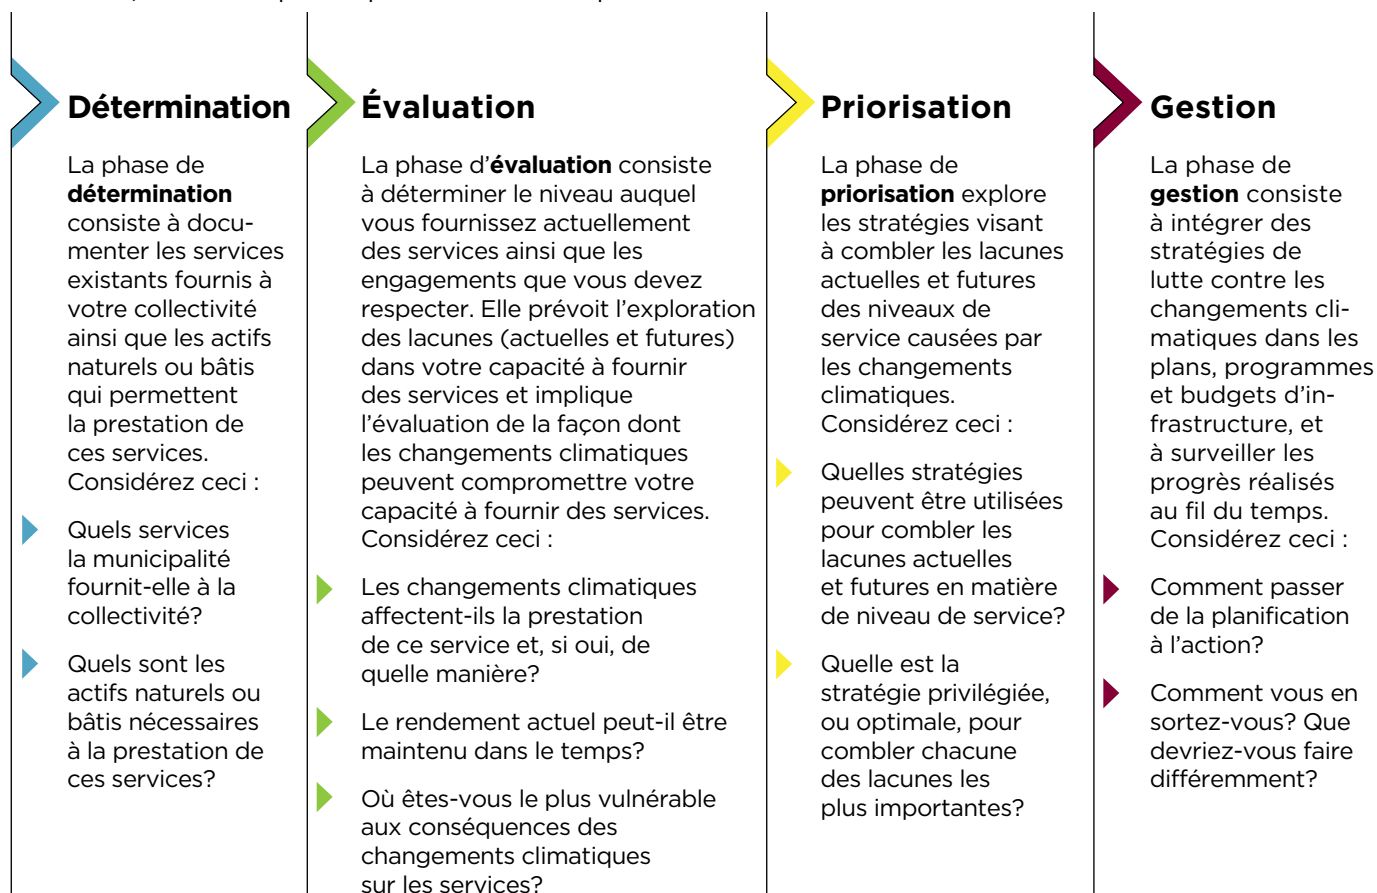 Détermination
La phase de
détermination
consiste à docu-
menter les services
existants fournis à
votre collectivité
ainsi que les actifs
naturels ou bâtis
qui permettent
la prestation de
ces services.
Considérez ceci :
Quels services
la municipalité
fournit-elle à la
collectivité?
Quels sont les
actifs naturels ou
bâtis nécessaires
à la prestation de
ces services?
Évaluation
La phase d’évaluation consiste
à déterminer le niveau auquel
vous fournissez actuellement
des services ainsi que les
engagements que vous devez
respecter. Elle prévoit l’exploration
des lacunes (actuelles et futures)
dans votre capacité à fournir
des services et implique
l’évaluation de la façon dont
les changements climatiques
peuvent compromettre votre
capacité à fournir des services.
Considérez ceci :
Les changements climatiques
affectent-ils la prestation
de ce service et, si oui, de
quelle manière?
Le rendement actuel peut-il être
maintenu dans le temps?
Où êtes-vous le plus vulnérable
aux conséquences des
changements climatiques
sur les services?
Priorisation
La phase de
priorisation explore
les stratégies visant
à combler les lacunes
actuelles et futures
des niveaux de
service causées par
les changements
climatiques.
Considérez ceci :
Quelles stratégies
peuvent être utilisées
pour combler les
lacunes actuelles
et futures en matière
de niveau de service?
Quelle est la
stratégie privilégiée,
ou optimale, pour
combler chacune
des lacunes les
plus importantes?
Gestion
La phase de
gestion consiste
à intégrer des
stratégies de
lutte contre les
changements cli-
matiques dans les
plans, programmes
et budgets d’in-
frastructure, et
à surveiller les
progrès réalisés
au fil du temps.
Considérez ceci :
Comment passer
de la planification
à l’action?
Comment vous en
sortez-vous? Que
devriez-vous faire
différemment?